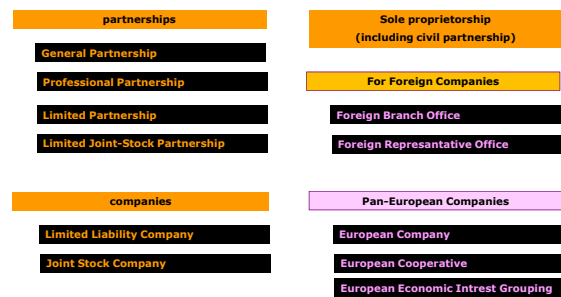 partnerships
General Partnership
Professional Partnership
Limited Partnership
Limited Joint-Stock Partnership
Sole proprietorship
(including civil partnership)
For Foreign Companies
Foreign Branch Office
Foreign Represantative Office
companies
Limited Liability Company
Joint Stock Company
Pan-European Companies
European Company
European Cooperative
European Economic Intrest Grouping